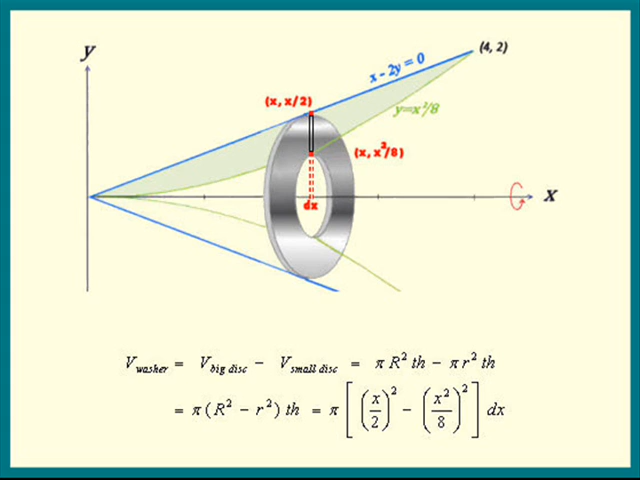 y
(4, 2)
x - 2y = 0
(x, x/2)
y=x²/8
(x, x²/8)
dx
x
V_washer = V_big disc − V_small disc = π R² th − π r² th
= π ( R² − r² ) th = π [ (x/2)² − (x²/8)² ] dx